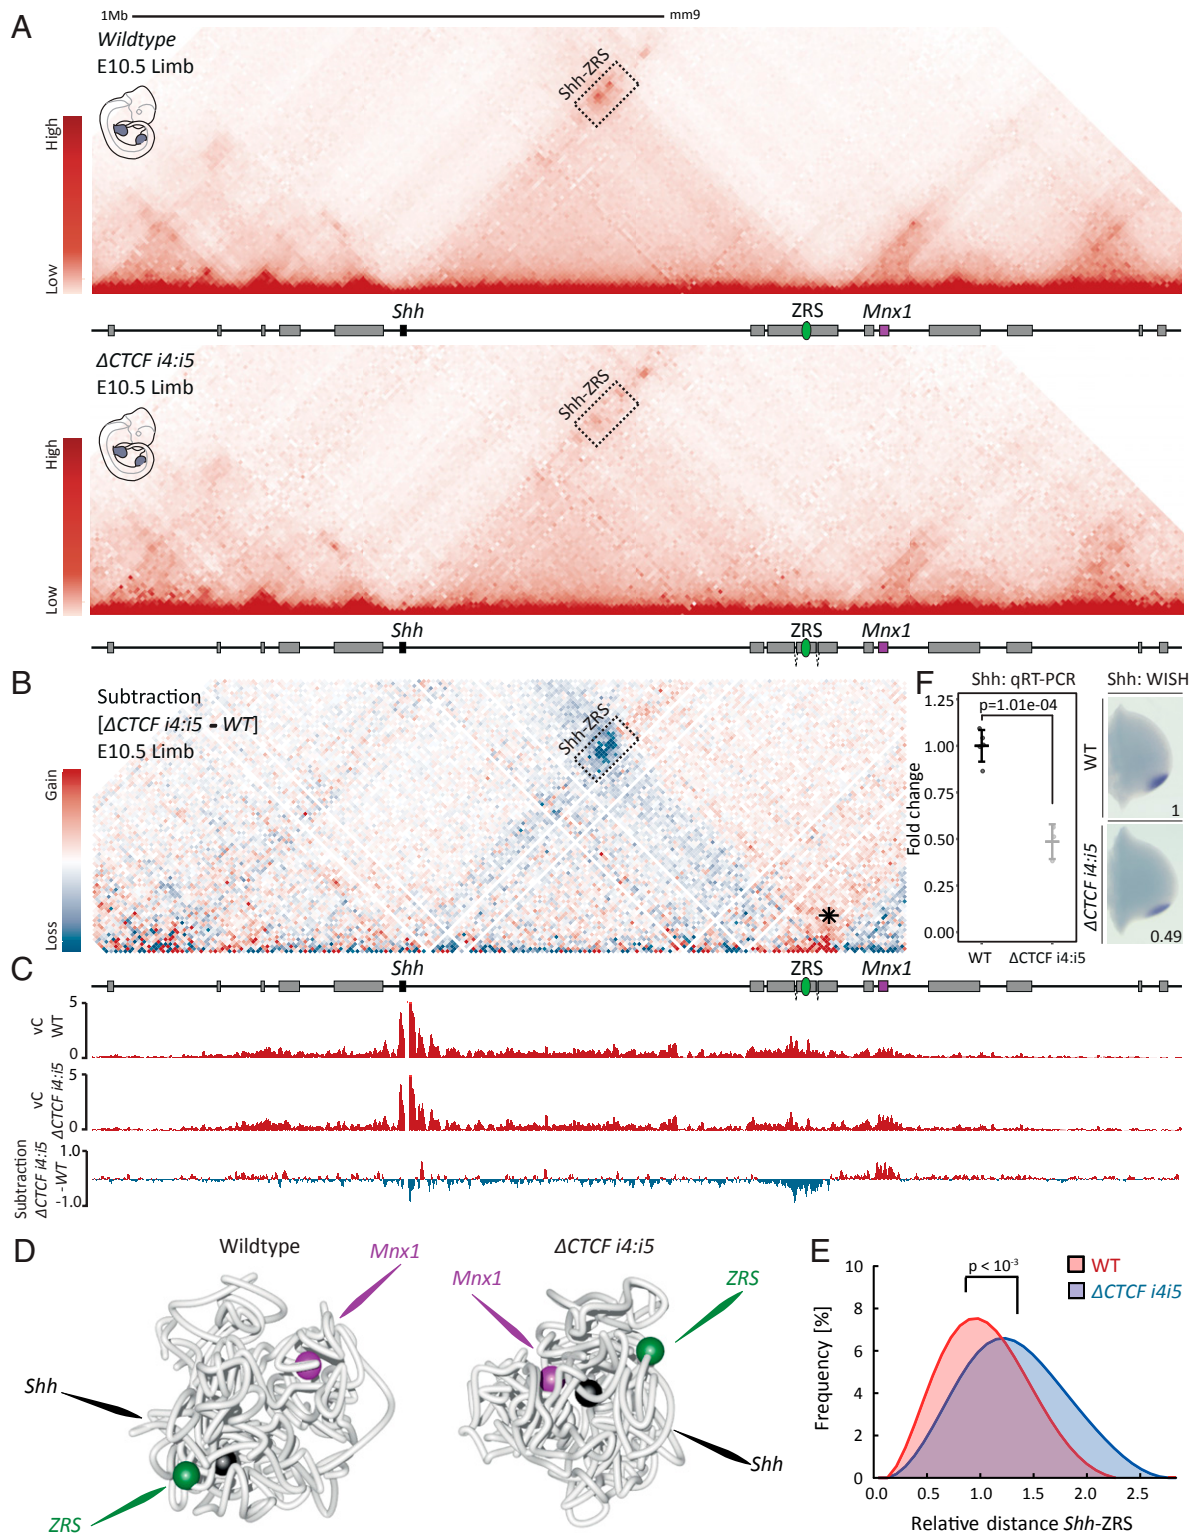 A
1Mb
mm9
Wildtype
E10.5 Limb
Shh-ZRS
High
Low
Shh
ZRS
Mnx1
ΔCTCF i4:i5
E10.5 Limb
Shh-ZRS
High
Low
Shh
ZRS
Mnx1
B
Subtraction
[ΔCTCF i4:i5 - WT]
E10.5 Limb
Shh-ZRS
Gain
Loss
*
F
Shh: qRT-PCR
p=1.01e-04
Fold change
1.25
1.00
0.75
0.50
0.25
0.00
WT
ΔCTCF i4:i5
Shh: WISH
WT
1
ΔCTCF i4:i5
0.49
C
Shh
ZRS
Mnx1
vC
WT
5
0
vC
ΔCTCF i4:i5
5
0
Subtraction
ΔCTCF i4:i5
-WT
1.0
-1.0
D
Wildtype
Mnx1
Shh
ZRS
ΔCTCF i4:i5
Mnx1
ZRS
Shh
E
p < 10-3
WT
ΔCTCF i4i5
Frequency [%]
10
8
6
4
2
0
0.0 0.5 1.0 1.5 2.0 2.5
Relative distance Shh-ZRS